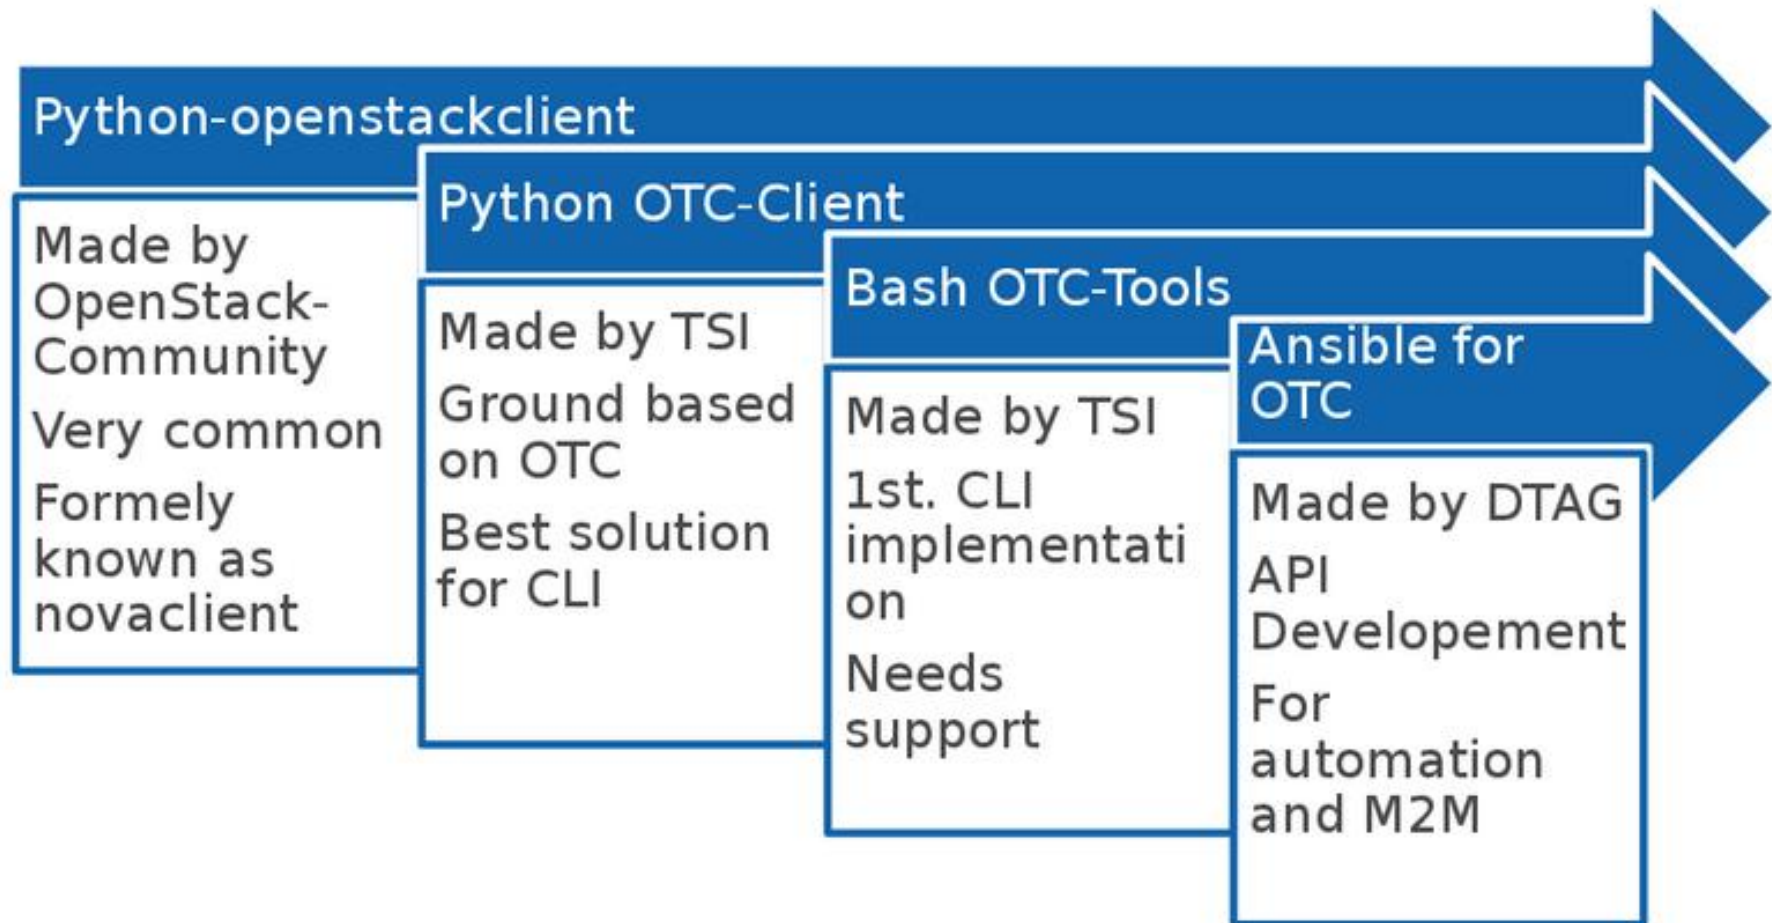 Python-openstackclient
Made by
OpenStack-
Community
Very common
Formely
known as
novaclient
Python OTC-Client
Made by TSI
Ground based
on OTC
Best solution
for CLI
Bash OTC-Tools
Made by TSI
1st. CLI
implementati
on
Needs
support
Ansible for
OTC
Made by DTAG
API
Developement
For
automation
and M2M